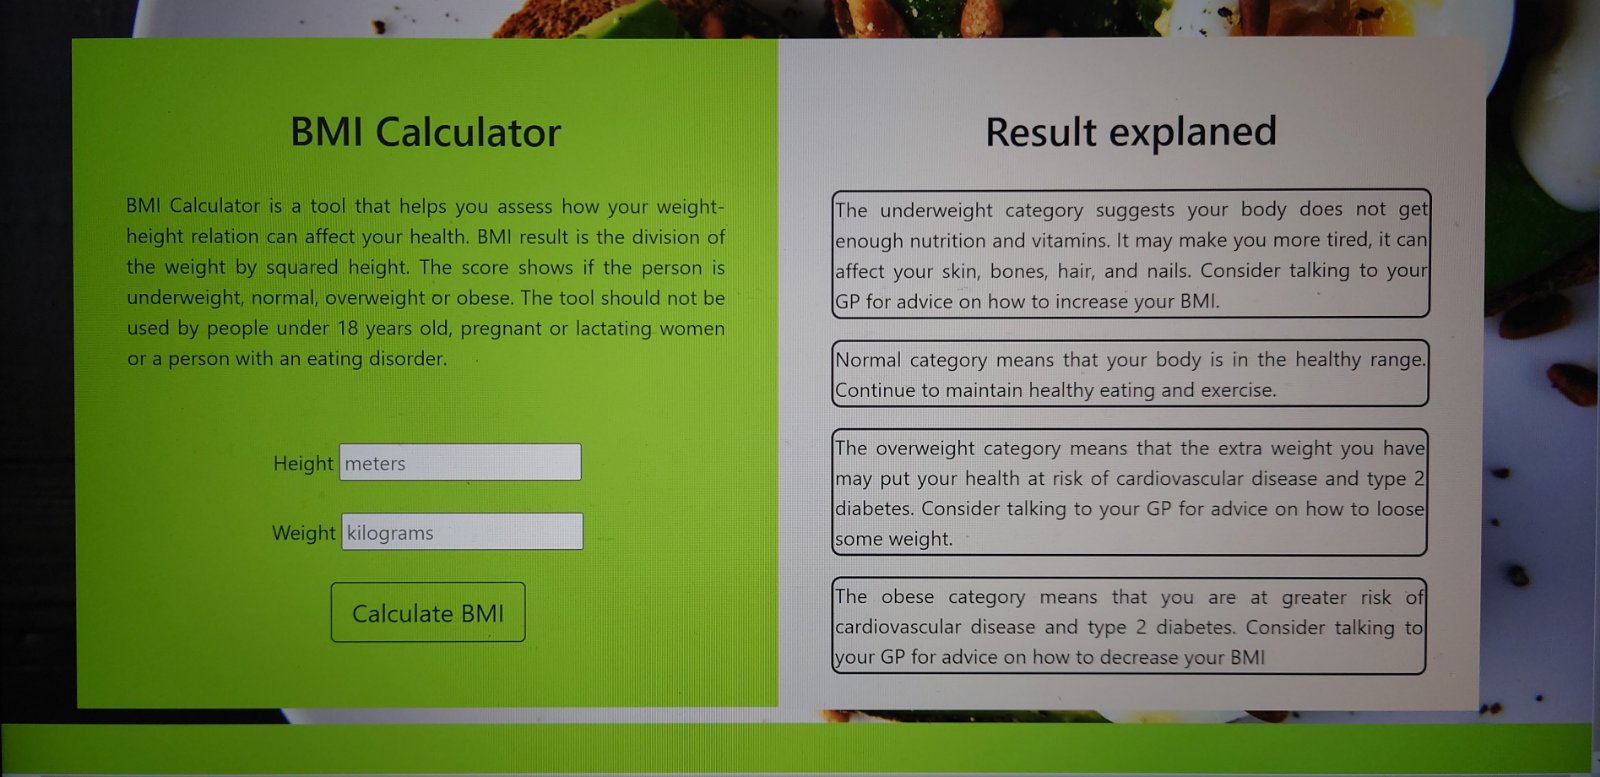 BMI Calculator
BMI Calculator is a tool that helps you assess how your weight-
height relation can affect your health. BMI result is the division of
the weight by squared height. The score shows if the person is
underweight, normal, overweight or obese. The tool should not be
used by people under 18 years old, pregnant or lactating women
or a person with an eating disorder.
Height meters
Weight kilograms
Calculate BMI
Result explaned
The underweight category suggests your body does not get
enough nutrition and vitamins. It may make you more tired, it can
affect your skin, bones, hair, and nails. Consider talking to your
GP for advice on how to increase your BMI.
Normal category means that your body is in the healthy range.
Continue to maintain healthy eating and exercise.
The overweight category means that the extra weight you have
may put your health at risk of cardiovascular disease and type 2
diabetes. Consider talking to your GP for advice on how to loose
some weight.
The obese category means that you are at greater risk of
cardiovascular disease and type 2 diabetes. Consider talking to
your GP for advice on how to decrease your BMI